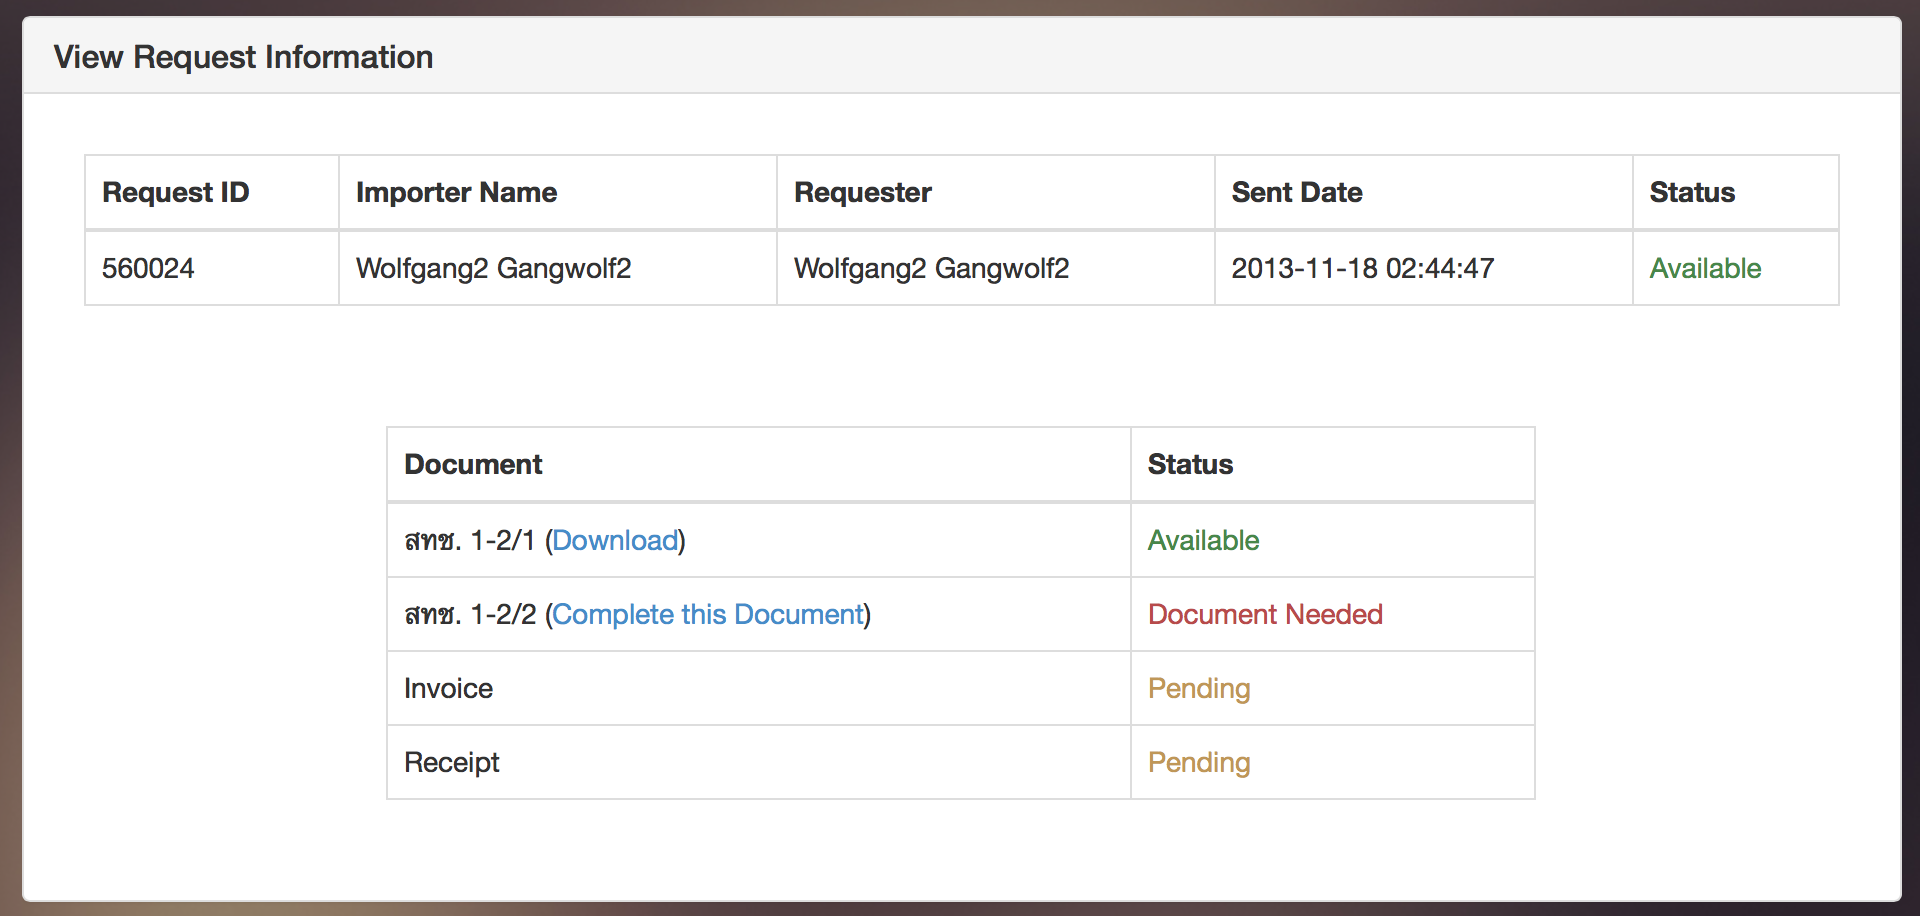 View Request Information
Request ID Importer Name Requester Sent Date Status
560024 Wolfgang2 Gangwolf2 Wolfgang2 Gangwolf2 2013-11-18 02:44:47 Available
Document Status
สทช. 1-2/1 (Download) Available
สทช. 1-2/2 (Complete this Document) Document Needed
Invoice Pending
Receipt Pending